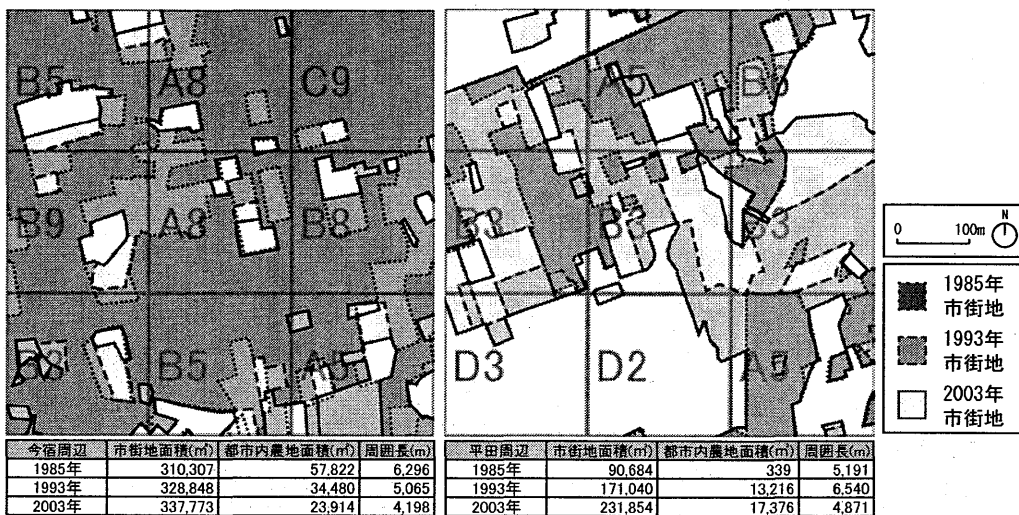 B5 A8 C9
B9 A8 B8
B3 B5 A5
A5 B6
B3 B3 B3
D3 D2 A5
N
0 100m
1985年
市街地
1993年
市街地
2003年
市街地
今宿周辺 市街地面積(㎡) 都市内農地面積(㎡) 周囲長(m)
1985年 310,307 57,822 6,296
1993年 328,848 34,480 5,065
2003年 337,773 23,914 4,198
平田周辺 市街地面積(㎡) 都市内農地面積(㎡) 周囲長(m)
1985年 90,684 339 5,191
1993年 171,040 13,216 6,540
2003年 231,854 17,376 4,871